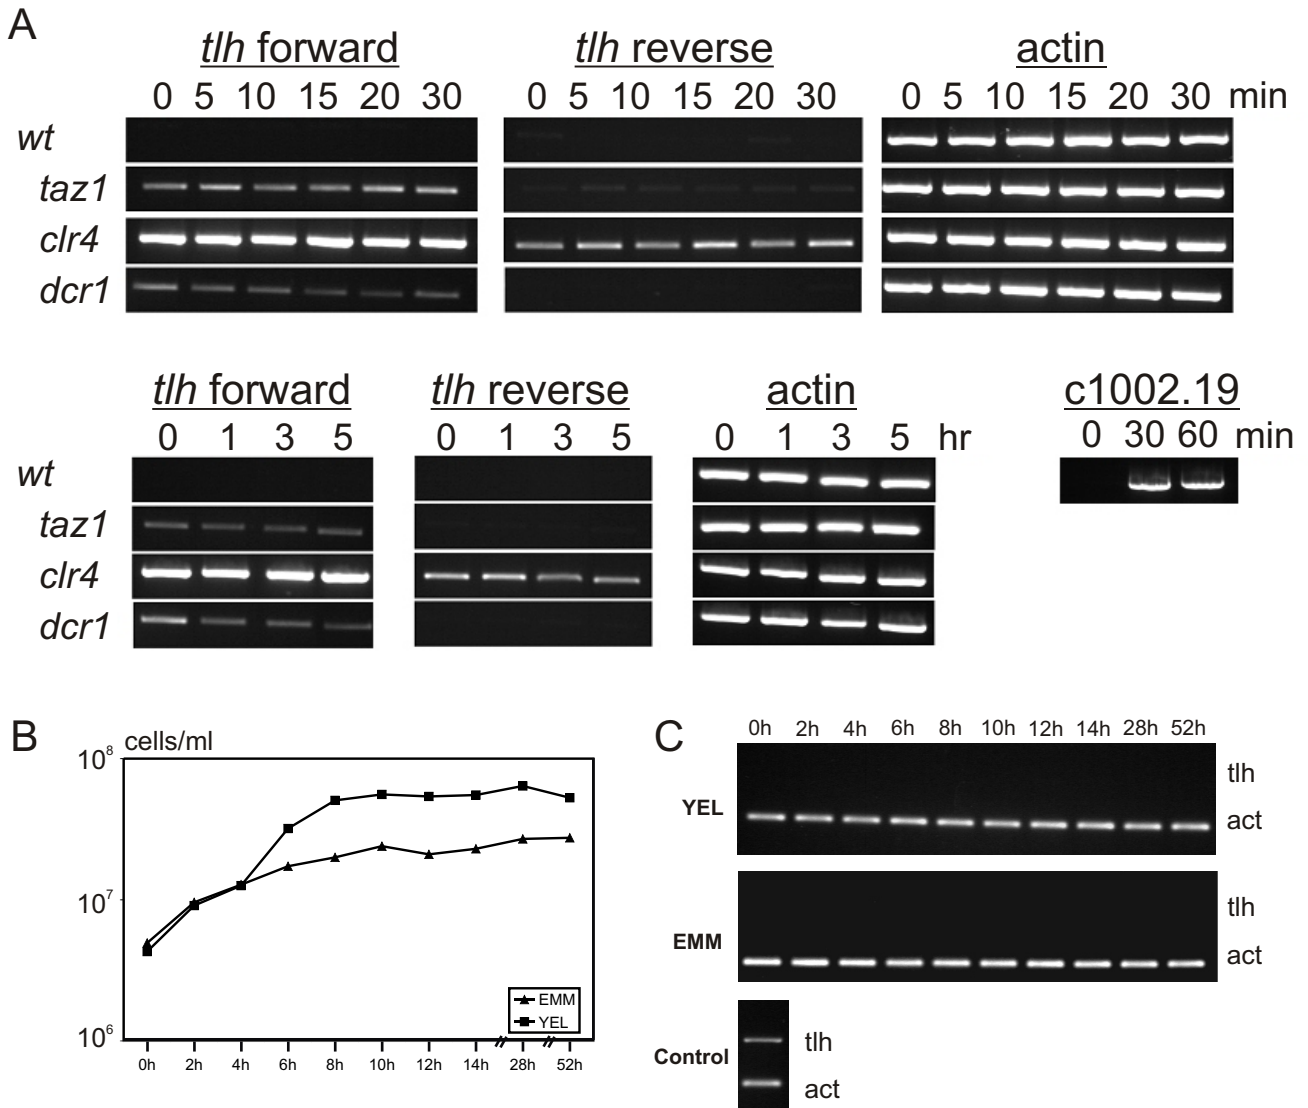 A
tlh forward
tlh reverse
actin
0 5 10 15 20 30
0 5 10 15 20 30
0 5 10 15 20 30 min
wt
taz1
clr4
dcr1
tlh forward
tlh reverse
actin
c1002.19
0 1 3 5
0 1 3 5
0 1 3 5 hr
0 30 60 min
wt
taz1
clr4
dcr1
B
cells/ml
10^8
10^7
10^6
EMM
YEL
0h 2h 4h 6h 8h 10h 12h 14h 28h 52h
C
0h 2h 4h 6h 8h 10h 12h 14h 28h 52h
YEL
tlh
act
EMM
tlh
act
Control
tlh
act